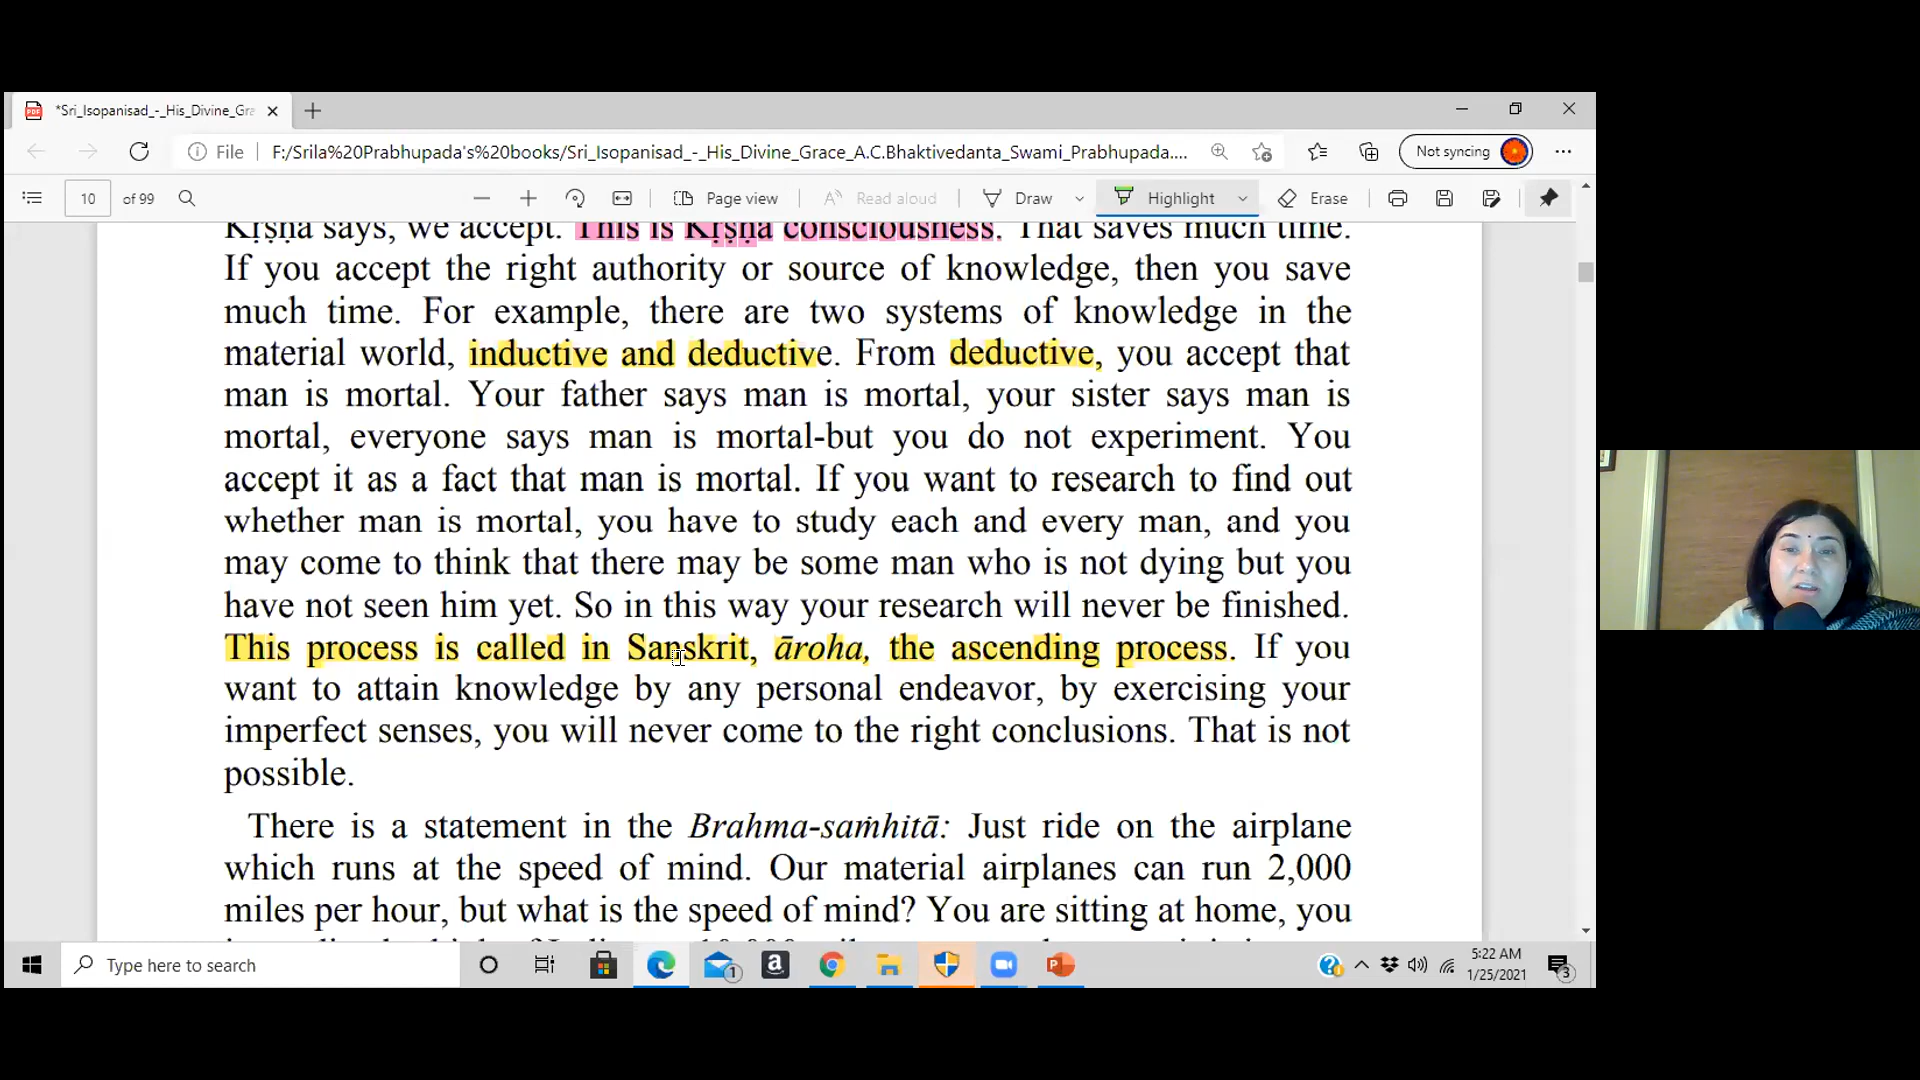 *Sri_Isopanisad_-_His_Divine_Gra
File F:/Srila%20Prabhupada's%20books/Sri_Isopanisad_-_His_Divine_Grace_A.C.Bhaktivedanta_Swami_Prabhupada.... Not syncing
10 of 99 Page view Read aloud Draw Highlight Erase
Kṛṣṇa says, we accept. This is Kṛṣṇa consciousness. That saves much time.
If you accept the right authority or source of knowledge, then you save
much time. For example, there are two systems of knowledge in the
material world, inductive and deductive. From deductive, you accept that
man is mortal. Your father says man is mortal, your sister says man is
mortal, everyone says man is mortal-but you do not experiment. You
accept it as a fact that man is mortal. If you want to research to find out
whether man is mortal, you have to study each and every man, and you
may come to think that there may be some man who is not dying but you
have not seen him yet. So in this way your research will never be finished.
This process is called in Sanskrit, āroha, the ascending process. If you
want to attain knowledge by any personal endeavor, by exercising your
imperfect senses, you will never come to the right conclusions. That is not
possible.
There is a statement in the Brahma-saṁhitā: Just ride on the airplane
which runs at the speed of mind. Our material airplanes can run 2,000
miles per hour, but what is the speed of mind? You are sitting at home, you
Type here to search
1
5:22 AM
1/25/2021
3